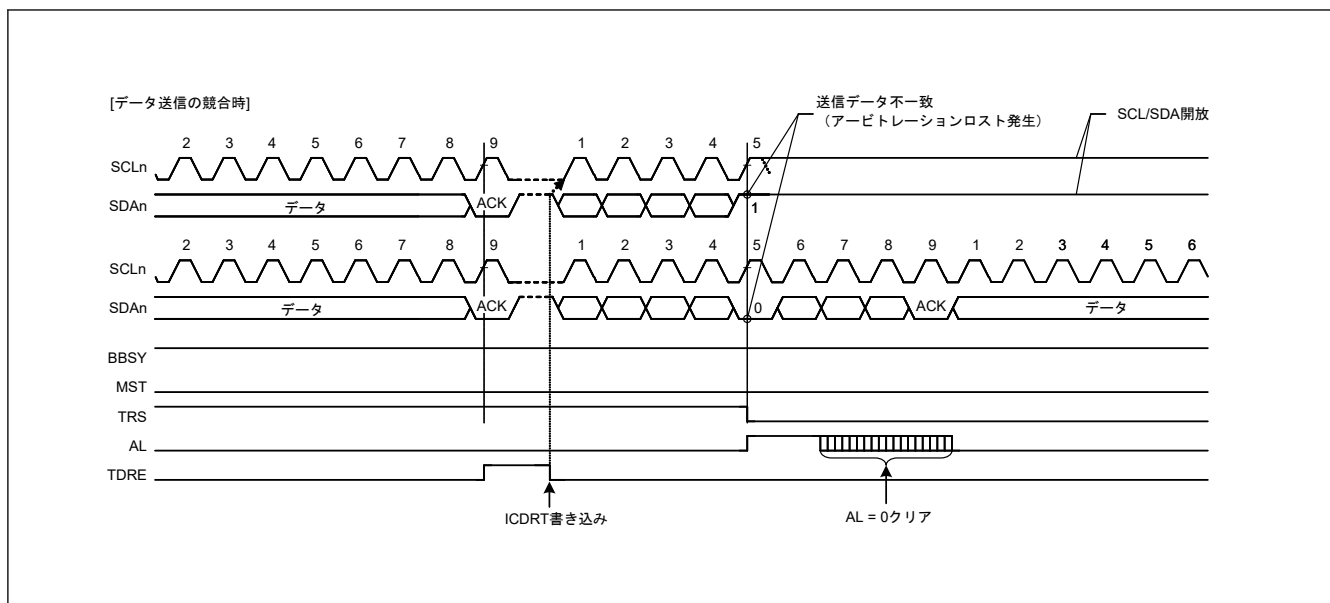 [データ送信の競合時]
送信データ不一致
（アービトレーションロスト発生）
SCL/SDA開放
SCLn 2 3 4 5 6 7 8 9 1 2 3 4 5
SDAn データ ACK 1
SCLn 2 3 4 5 6 7 8 9 1 2 3 4 5 6 7 8 9 1 2 3 4 5 6
SDAn データ ACK 0 ACK データ
BBSY
MST
TRS
AL
TDRE
ICDRT書き込み
AL = 0クリア